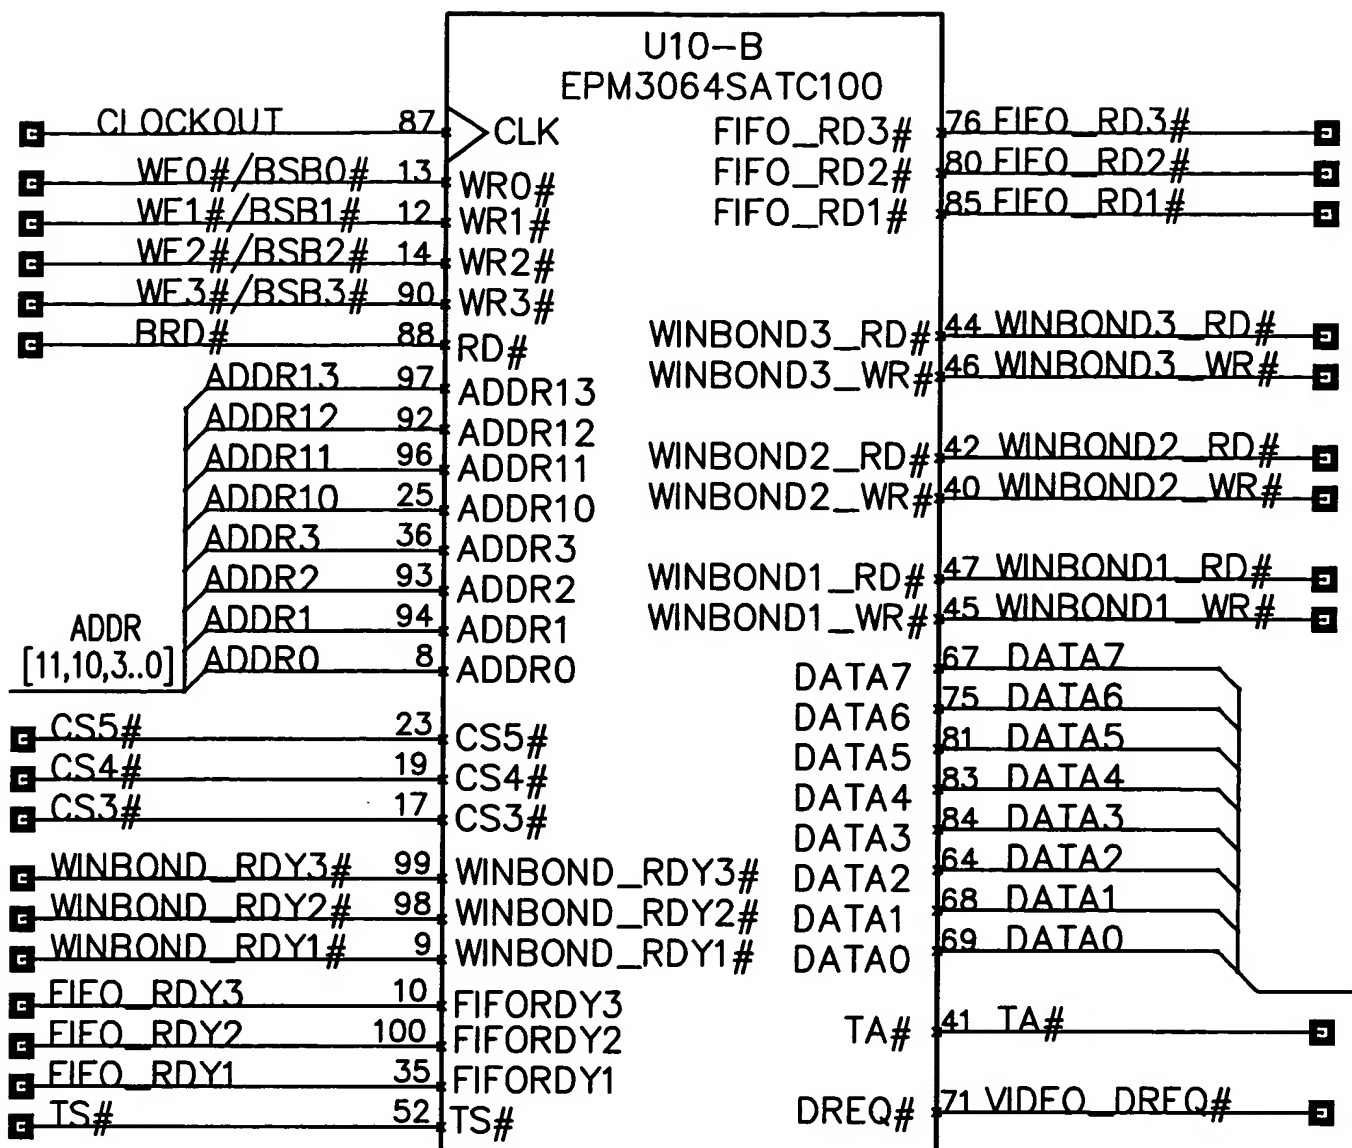 U10-B
EPM3064SATC100
CLOCKOUT 87 CLK FIFO_RD3# 76 FIFO_RD3#
WE0#/BSB0# 13 WR0# FIFO_RD2# 80 FIFO_RD2#
WE1#/BSB1# 12 WR1# FIFO_RD1# 85 FIFO_RD1#
WE2#/BSB2# 14 WR2#
WE3#/BSB3# 90 WR3#
BRD# 88 RD# WINBOND3_RD# 44 WINBOND3_RD#
ADDR13 97 ADDR13 WINBOND3_WR# 46 WINBOND3_WR#
ADDR12 92 ADDR12
ADDR11 96 ADDR11 WINBOND2_RD# 42 WINBOND2_RD#
ADDR10 25 ADDR10 WINBOND2_WR# 40 WINBOND2_WR#
ADDR3 36 ADDR3
ADDR2 93 ADDR2 WINBOND1_RD# 47 WINBOND1_RD#
ADDR1 94 ADDR1 WINBOND1_WR# 45 WINBOND1_WR#
ADDR
[11,10,3..0]
ADDR0 8 ADDR0 DATA7 67 DATA7
DATA6 75 DATA6
CS5# 23 CS5# DATA5 81 DATA5
CS4# 19 CS4# DATA4 83 DATA4
CS3# 17 CS3# DATA3 84 DATA3
WINBOND_RDY3# 99 WINBOND_RDY3# DATA2 64 DATA2
WINBOND_RDY2# 98 WINBOND_RDY2# DATA1 68 DATA1
WINBOND_RDY1# 9 WINBOND_RDY1# DATA0 69 DATA0
FIFO_RDY3 10 FIFORDY3
FIFO_RDY2 100 FIFORDY2 TA# 41 TA#
FIFO_RDY1 35 FIFORDY1
TS# 52 TS# DREQ# 71 VIDEO_DREQ#